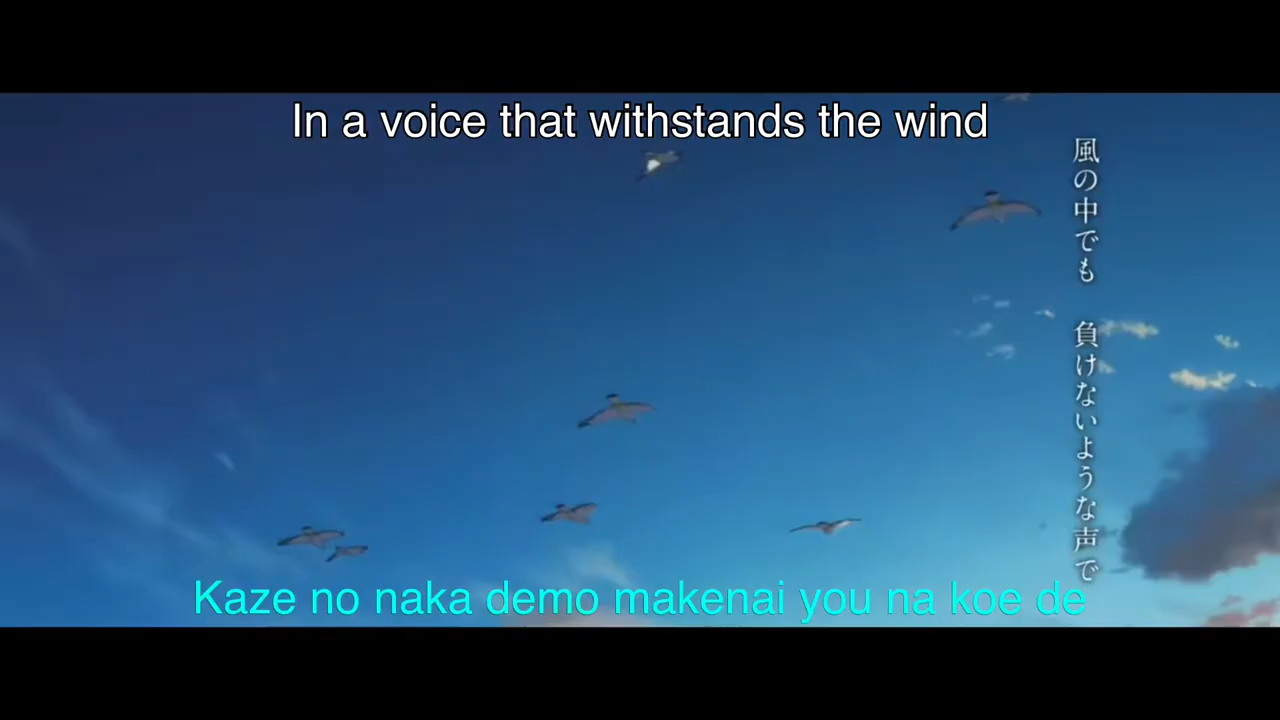 In a voice that withstands the wind
風の中でも　負けないような声で
Kaze no naka demo makenai you na koe de